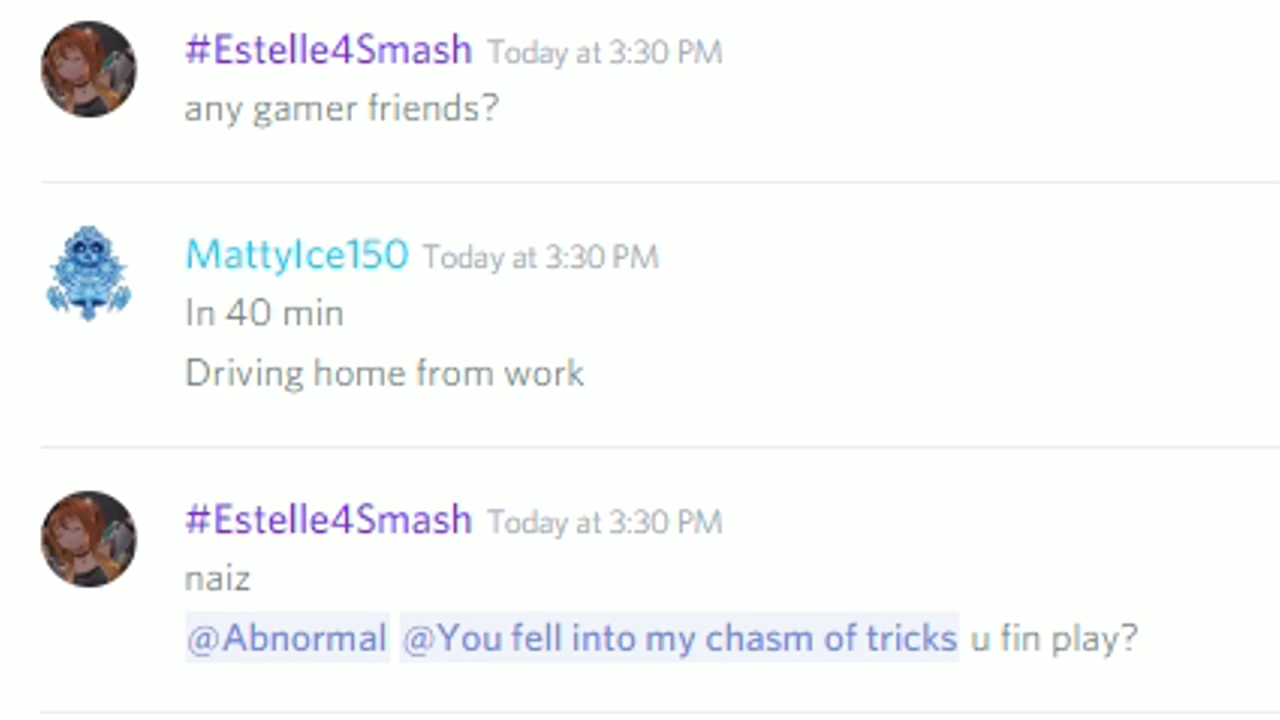 #Estelle4Smash Today at 3:30 PM
any gamer friends?
MattyIce150 Today at 3:30 PM
In 40 min
Driving home from work
#Estelle4Smash Today at 3:30 PM
naiz
@Abnormal @You fell into my chasm of tricks u fin play?